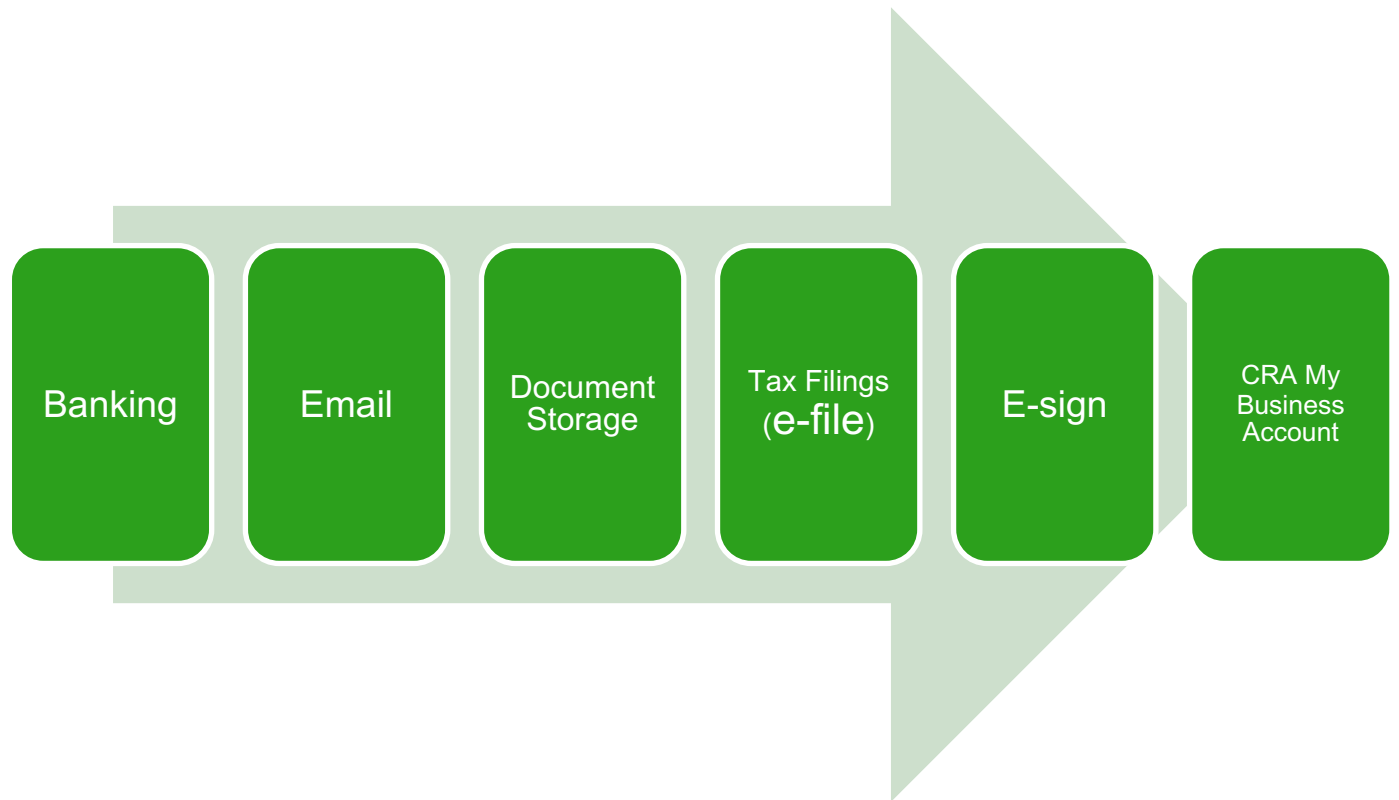 Banking
Email
Document
Storage
Tax Filings
(e-file)
E-sign
CRA My
Business
Account